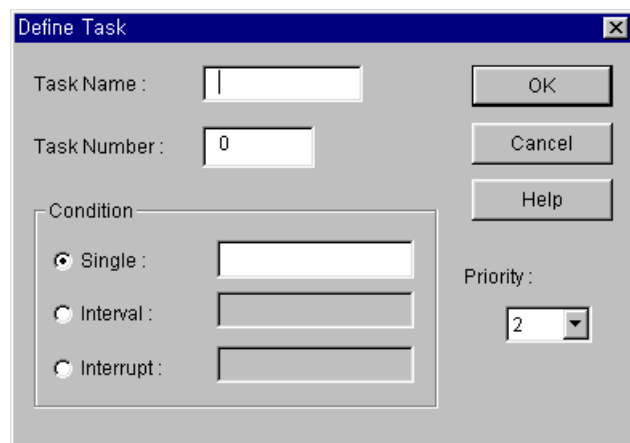 Define Task
Task Name :
OK
Task Number :
0
Cancel
Help
Condition
Single :
Interval :
Interrupt :
Priority :
2